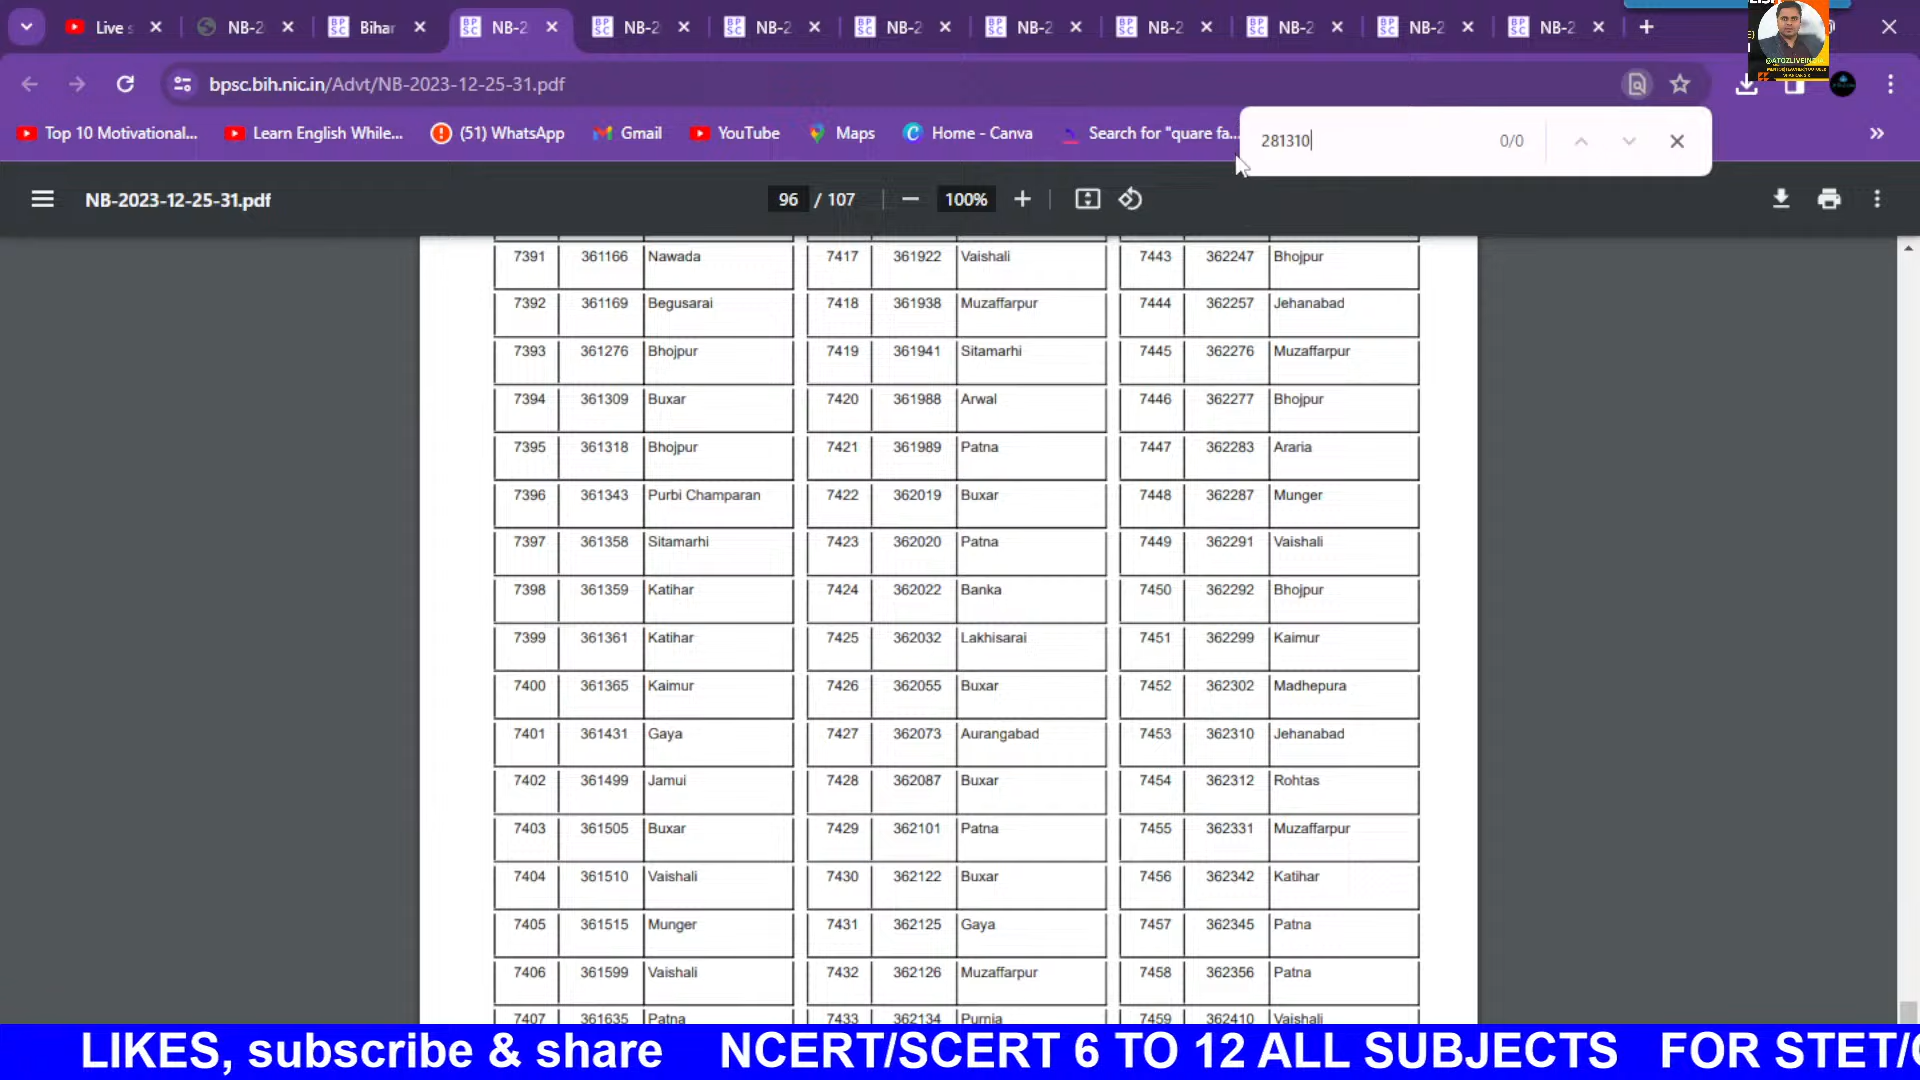 Live s NB-2 Bihar NB-2 NB-2 NB-2 NB-2 NB-2 NB-2 NB-2 NB-2 NB-2
bpsc.bih.nic.in/Advt/NB-2023-12-25-31.pdf
@ATOZLIVEINDIA
Top 10 Motivational... Learn English While... (51) WhatsApp Gmail YouTube Maps Home - Canva Search for "quare fa...
281310 0/0
NB-2023-12-25-31.pdf 96 / 107 100%
7391 361166 Nawada 7417 361922 Vaishali 7443 362247 Bhojpur
7392 361169 Begusarai 7418 361938 Muzaffarpur 7444 362257 Jehanabad
7393 361276 Bhojpur 7419 361941 Sitamarhi 7445 362276 Muzaffarpur
7394 361309 Buxar 7420 361988 Arwal 7446 362277 Bhojpur
7395 361318 Bhojpur 7421 361989 Patna 7447 362283 Araria
7396 361343 Purbi Champaran 7422 362019 Buxar 7448 362287 Munger
7397 361358 Sitamarhi 7423 362020 Patna 7449 362291 Vaishali
7398 361359 Katihar 7424 362022 Banka 7450 362292 Bhojpur
7399 361361 Katihar 7425 362032 Lakhisarai 7451 362299 Kaimur
7400 361365 Kaimur 7426 362055 Buxar 7452 362302 Madhepura
7401 361431 Gaya 7427 362073 Aurangabad 7453 362310 Jehanabad
7402 361499 Jamui 7428 362087 Buxar 7454 362312 Rohtas
7403 361505 Buxar 7429 362101 Patna 7455 362331 Muzaffarpur
7404 361510 Vaishali 7430 362122 Buxar 7456 362342 Katihar
7405 361515 Munger 7431 362125 Gaya 7457 362345 Patna
7406 361599 Vaishali 7432 362126 Muzaffarpur 7458 362356 Patna
7407 361635 Patna 7433 362134 Purnia 7459 362410 Vaishali
LIKES, subscribe & share NCERT/SCERT 6 TO 12 ALL SUBJECTS FOR STET/